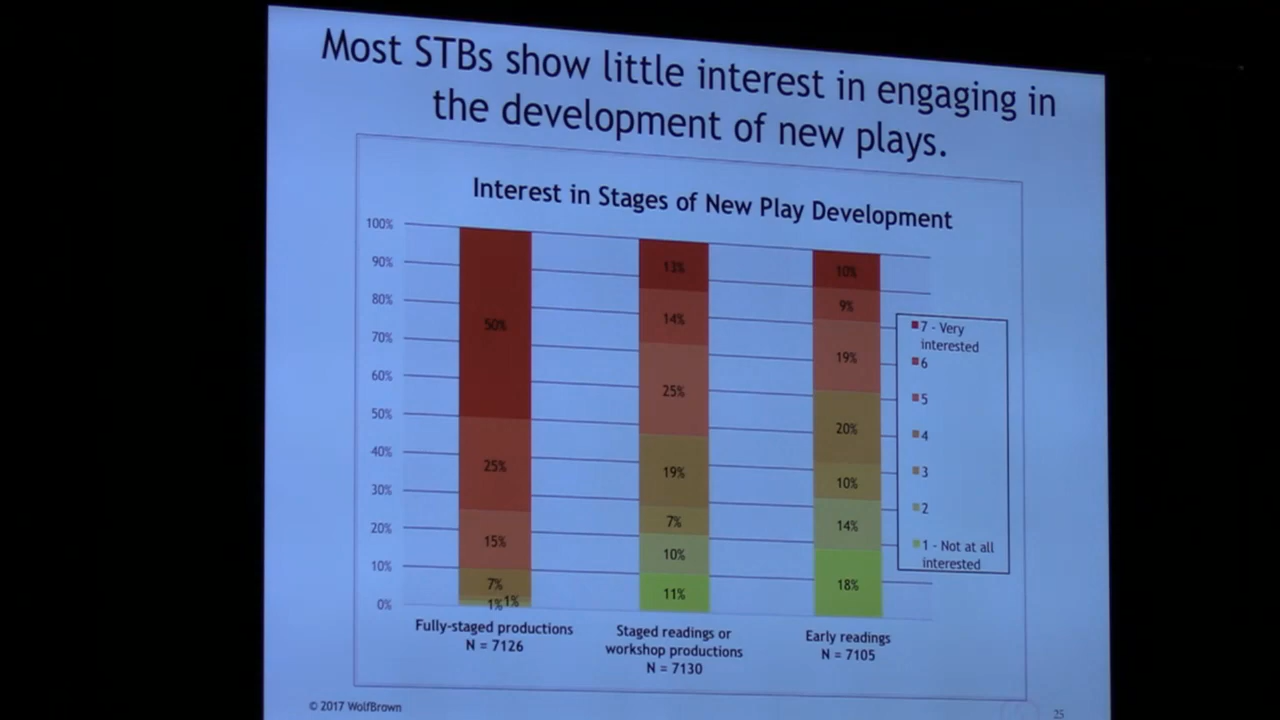 Most STBs show little interest in engaging in
the development of new plays.
Interest in Stages of New Play Development
100%
90%
80%
70%
60%
50%
40%
30%
20%
10%
0%
50%
25%
15%
7%
1%
1%
13%
14%
25%
19%
7%
10%
11%
10%
9%
19%
20%
10%
14%
18%
7 - Very
interested
6
5
4
3
2
1 - Not at all
interested
Fully-staged productions
N = 7126
Staged readings or
workshop productions
N = 7130
Early readings
N = 7105
© 2017 WolfBrown
25